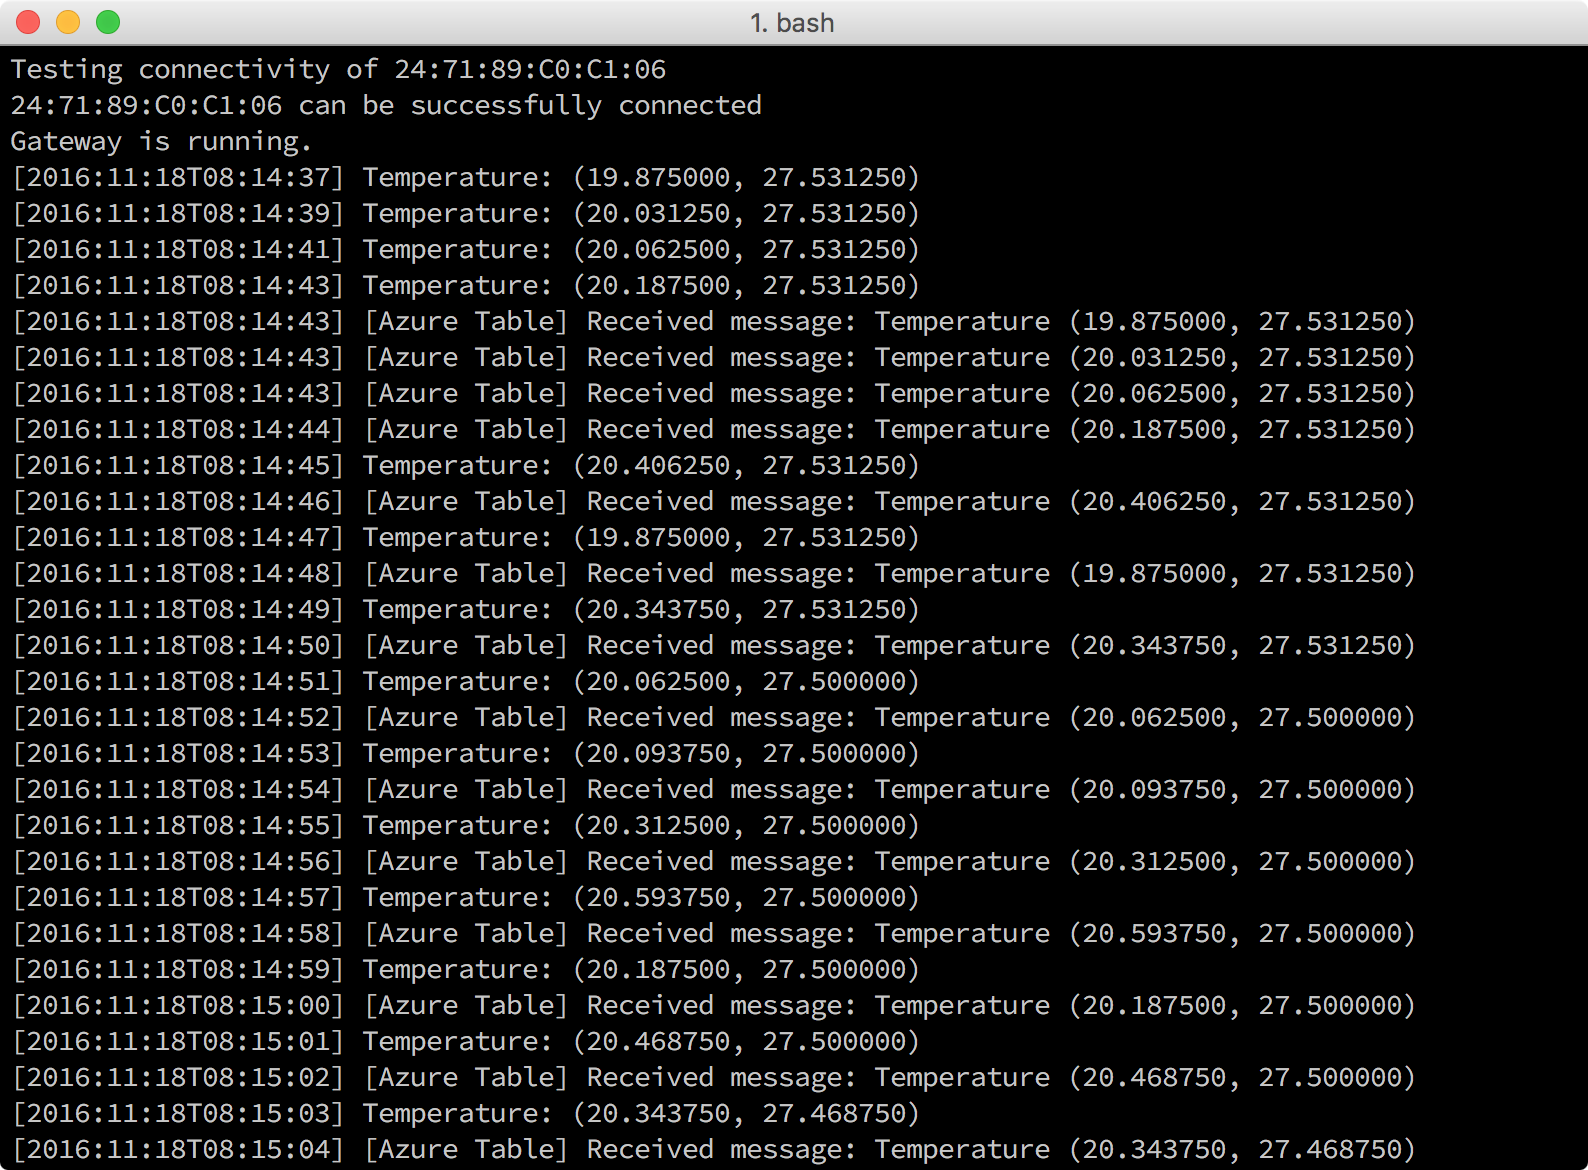 1. bash
Testing connectivity of 24:71:89:C0:C1:06
24:71:89:C0:C1:06 can be successfully connected
Gateway is running.
[2016:11:18T08:14:37] Temperature: (19.875000, 27.531250)
[2016:11:18T08:14:39] Temperature: (20.031250, 27.531250)
[2016:11:18T08:14:41] Temperature: (20.062500, 27.531250)
[2016:11:18T08:14:43] Temperature: (20.187500, 27.531250)
[2016:11:18T08:14:43] [Azure Table] Received message: Temperature (19.875000, 27.531250)
[2016:11:18T08:14:43] [Azure Table] Received message: Temperature (20.031250, 27.531250)
[2016:11:18T08:14:43] [Azure Table] Received message: Temperature (20.062500, 27.531250)
[2016:11:18T08:14:44] [Azure Table] Received message: Temperature (20.187500, 27.531250)
[2016:11:18T08:14:45] Temperature: (20.406250, 27.531250)
[2016:11:18T08:14:46] [Azure Table] Received message: Temperature (20.406250, 27.531250)
[2016:11:18T08:14:47] Temperature: (19.875000, 27.531250)
[2016:11:18T08:14:48] [Azure Table] Received message: Temperature (19.875000, 27.531250)
[2016:11:18T08:14:49] Temperature: (20.343750, 27.531250)
[2016:11:18T08:14:50] [Azure Table] Received message: Temperature (20.343750, 27.531250)
[2016:11:18T08:14:51] Temperature: (20.062500, 27.500000)
[2016:11:18T08:14:52] [Azure Table] Received message: Temperature (20.062500, 27.500000)
[2016:11:18T08:14:53] Temperature: (20.093750, 27.500000)
[2016:11:18T08:14:54] [Azure Table] Received message: Temperature (20.093750, 27.500000)
[2016:11:18T08:14:55] Temperature: (20.312500, 27.500000)
[2016:11:18T08:14:56] [Azure Table] Received message: Temperature (20.312500, 27.500000)
[2016:11:18T08:14:57] Temperature: (20.593750, 27.500000)
[2016:11:18T08:14:58] [Azure Table] Received message: Temperature (20.593750, 27.500000)
[2016:11:18T08:14:59] Temperature: (20.187500, 27.500000)
[2016:11:18T08:15:00] [Azure Table] Received message: Temperature (20.187500, 27.500000)
[2016:11:18T08:15:01] Temperature: (20.468750, 27.500000)
[2016:11:18T08:15:02] [Azure Table] Received message: Temperature (20.468750, 27.500000)
[2016:11:18T08:15:03] Temperature: (20.343750, 27.468750)
[2016:11:18T08:15:04] [Azure Table] Received message: Temperature (20.343750, 27.468750)